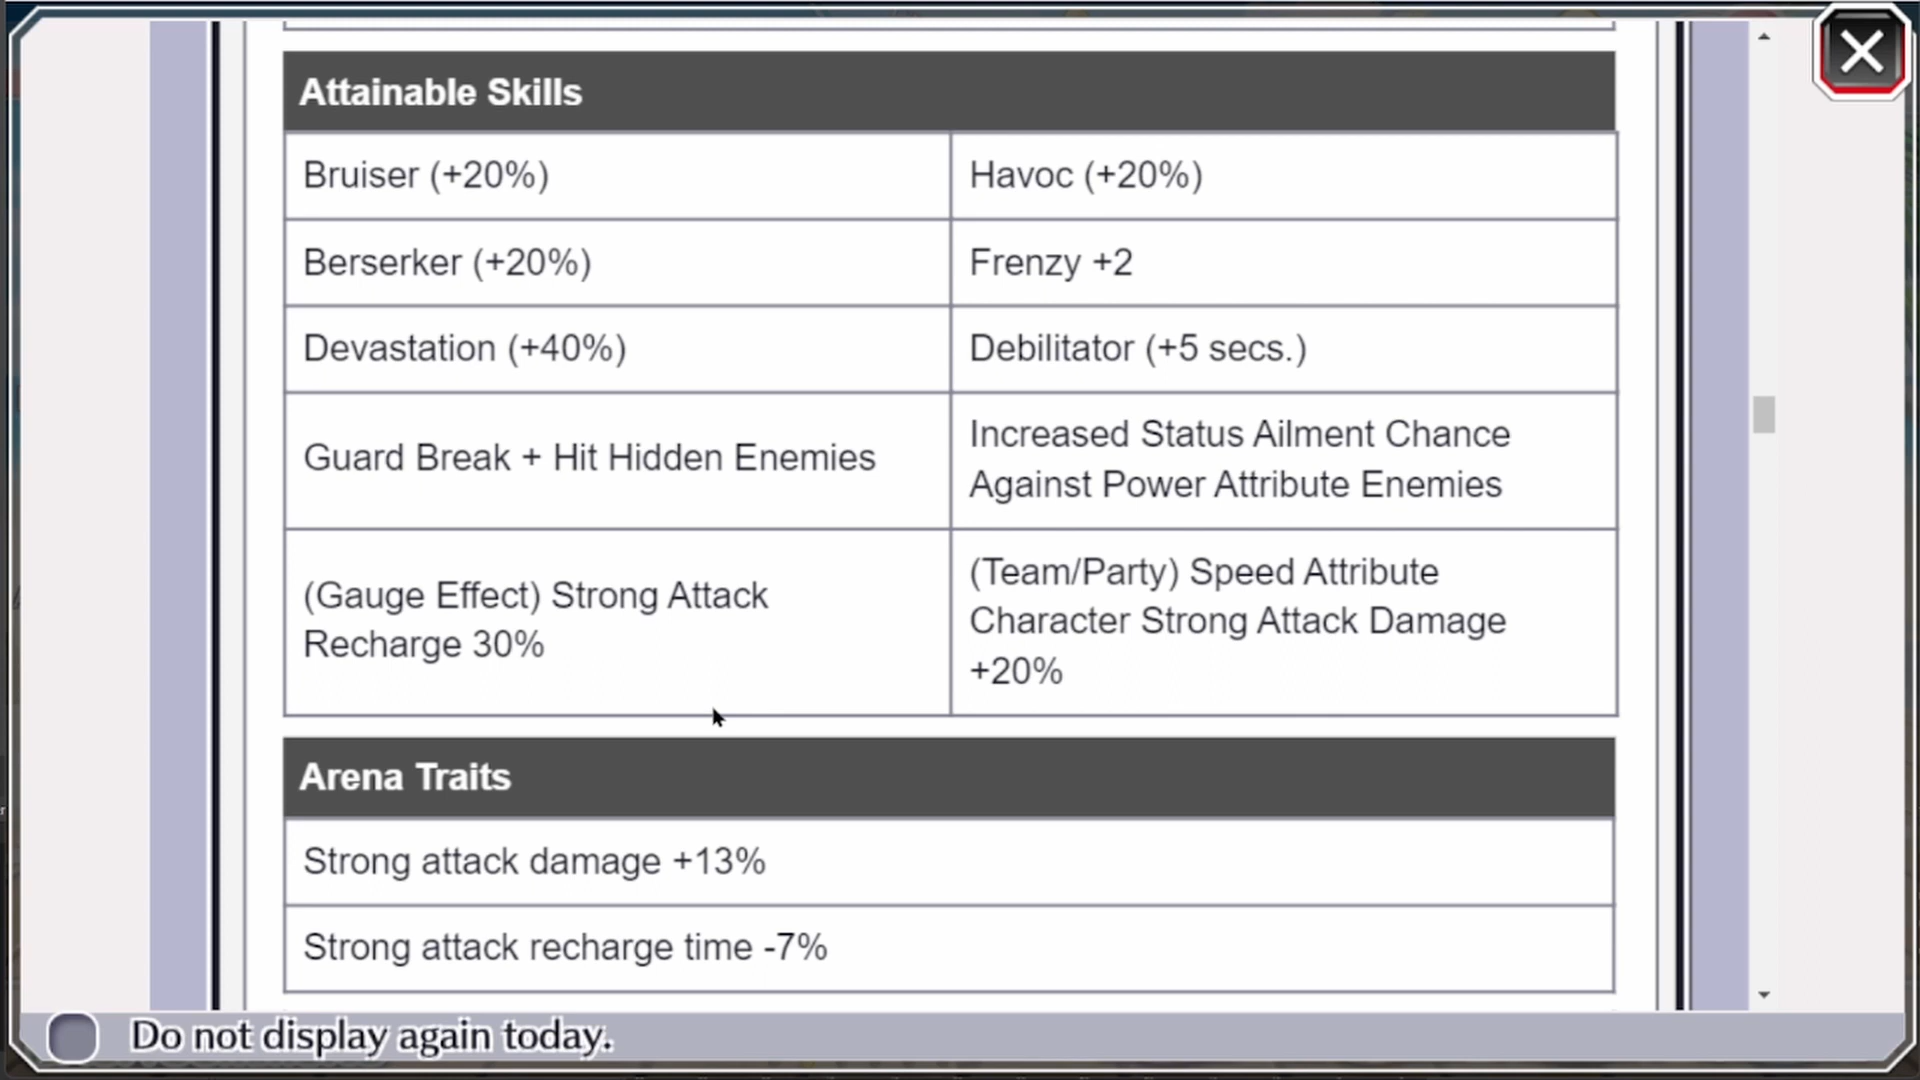 Attainable Skills
Bruiser (+20%)
Havoc (+20%)
Berserker (+20%)
Frenzy +2
Devastation (+40%)
Debilitator (+5 secs.)
Guard Break + Hit Hidden Enemies
Increased Status Ailment Chance
Against Power Attribute Enemies
(Gauge Effect) Strong Attack
Recharge 30%
(Team/Party) Speed Attribute
Character Strong Attack Damage
+20%
Arena Traits
Strong attack damage +13%
Strong attack recharge time -7%
Do not display again today.